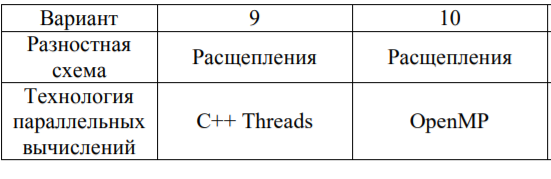 Вариант 9 10
Разностная
схема
Расщепления Расщепления
Технология
параллельных
вычислений
C++ Threads OpenMP